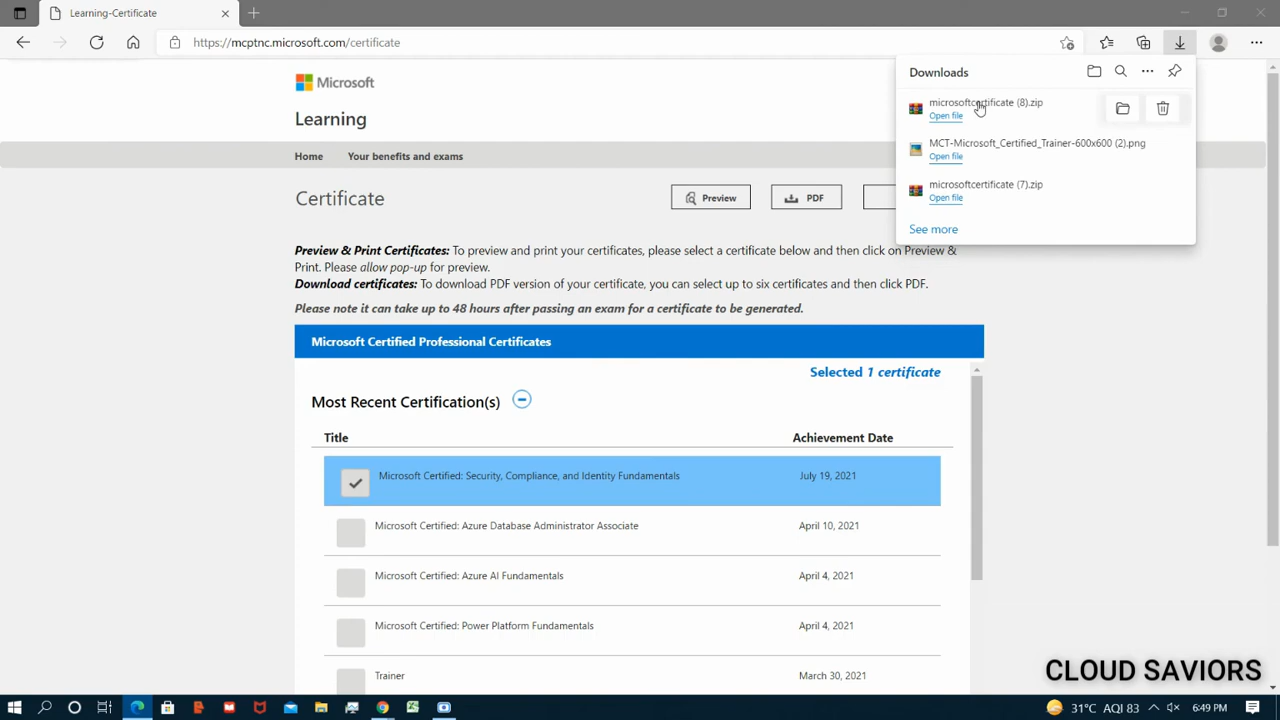 Learning-Certificate
https://mcptnc.microsoft.com/certificate
Downloads
microsoftcertificate (8).zip
Open file
MCT-Microsoft_Certified_Trainer-600x600 (2).png
Open file
microsoftcertificate (7).zip
Open file
See more
Microsoft
Learning
Home Your benefits and exams
Certificate Preview PDF
Preview & Print Certificates: To preview and print your certificates, please select a certificate below and then click on Preview &
Print. Please allow pop-up for preview.
Download certificates: To download PDF version of your certificate, you can select up to six certificates and then click PDF.
Please note it can take up to 48 hours after passing an exam for a certificate to be generated.
Microsoft Certified Professional Certificates
Selected 1 certificate
Most Recent Certification(s)
Title Achievement Date
Microsoft Certified: Security, Compliance, and Identity Fundamentals July 19, 2021
Microsoft Certified: Azure Database Administrator Associate April 10, 2021
Microsoft Certified: Azure AI Fundamentals April 4, 2021
Microsoft Certified: Power Platform Fundamentals April 4, 2021
Trainer March 30, 2021
CLOUD SAVIORS
31°C AQI 83 6:49 PM